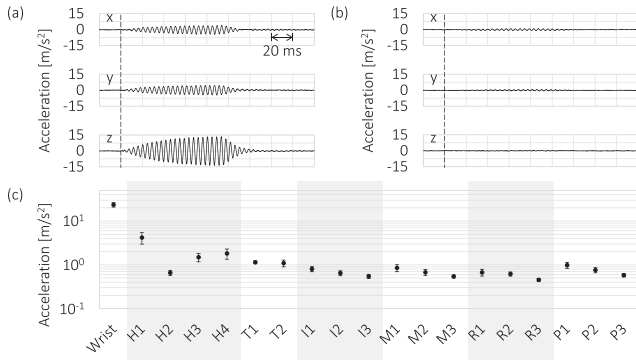 (a)
Acceleration [m/s²]
15
0
-15
x
20 ms
15
0
-15
y
15
0
-15
z
(b)
Acceleration [m/s²]
15
0
-15
x
15
0
-15
y
15
0
-15
z
(c)
Acceleration [m/s²]
10¹
10⁰
10⁻¹
Wrist H1 H2 H3 H4 T1 T2 I1 I2 I3 M1 M2 M3 R1 R2 R3 P1 P2 P3